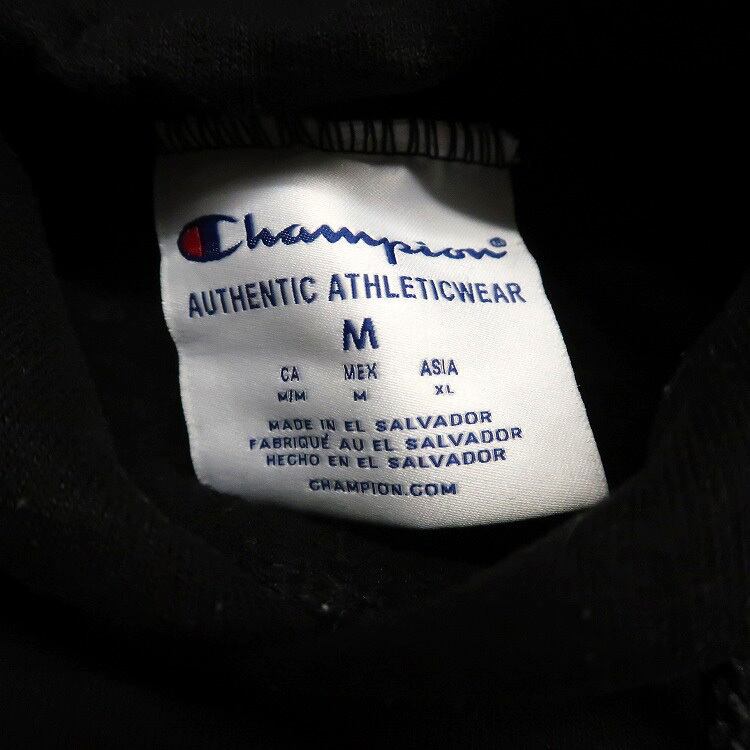 Champion®
AUTHENTIC ATHLETICWEAR
M
CA MEX ASIA
M/M M XL
MADE IN EL SALVADOR
FABRIQUÉ AU EL SALVADOR
HECHO EN EL SALVADOR
CHAMPION.COM